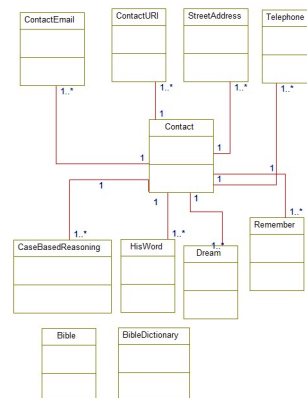 ContactEmail
ContactURI
StreetAddress
Telephone
1..*
1..*
1..*
1..*
1
Contact
1
1
1
1
1
1
1
1..*
1..*
1..*
1..*
CaseBasedReasoning
HisWord
Dream
Remember
Bible
BibleDictionary